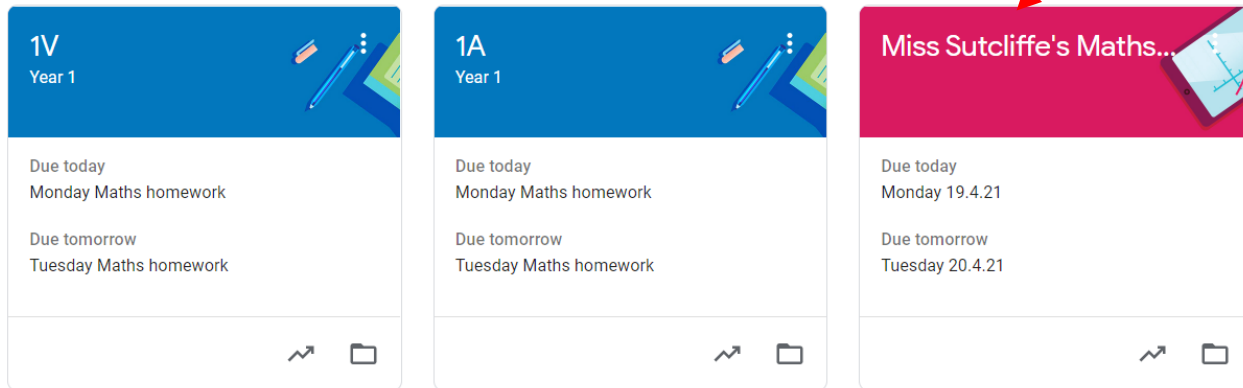 1V
Year 1
Due today
Monday Maths homework
Due tomorrow
Tuesday Maths homework
1A
Year 1
Due today
Monday Maths homework
Due tomorrow
Tuesday Maths homework
Miss Sutcliffe's Maths...
Due today
Monday 19.4.21
Due tomorrow
Tuesday 20.4.21